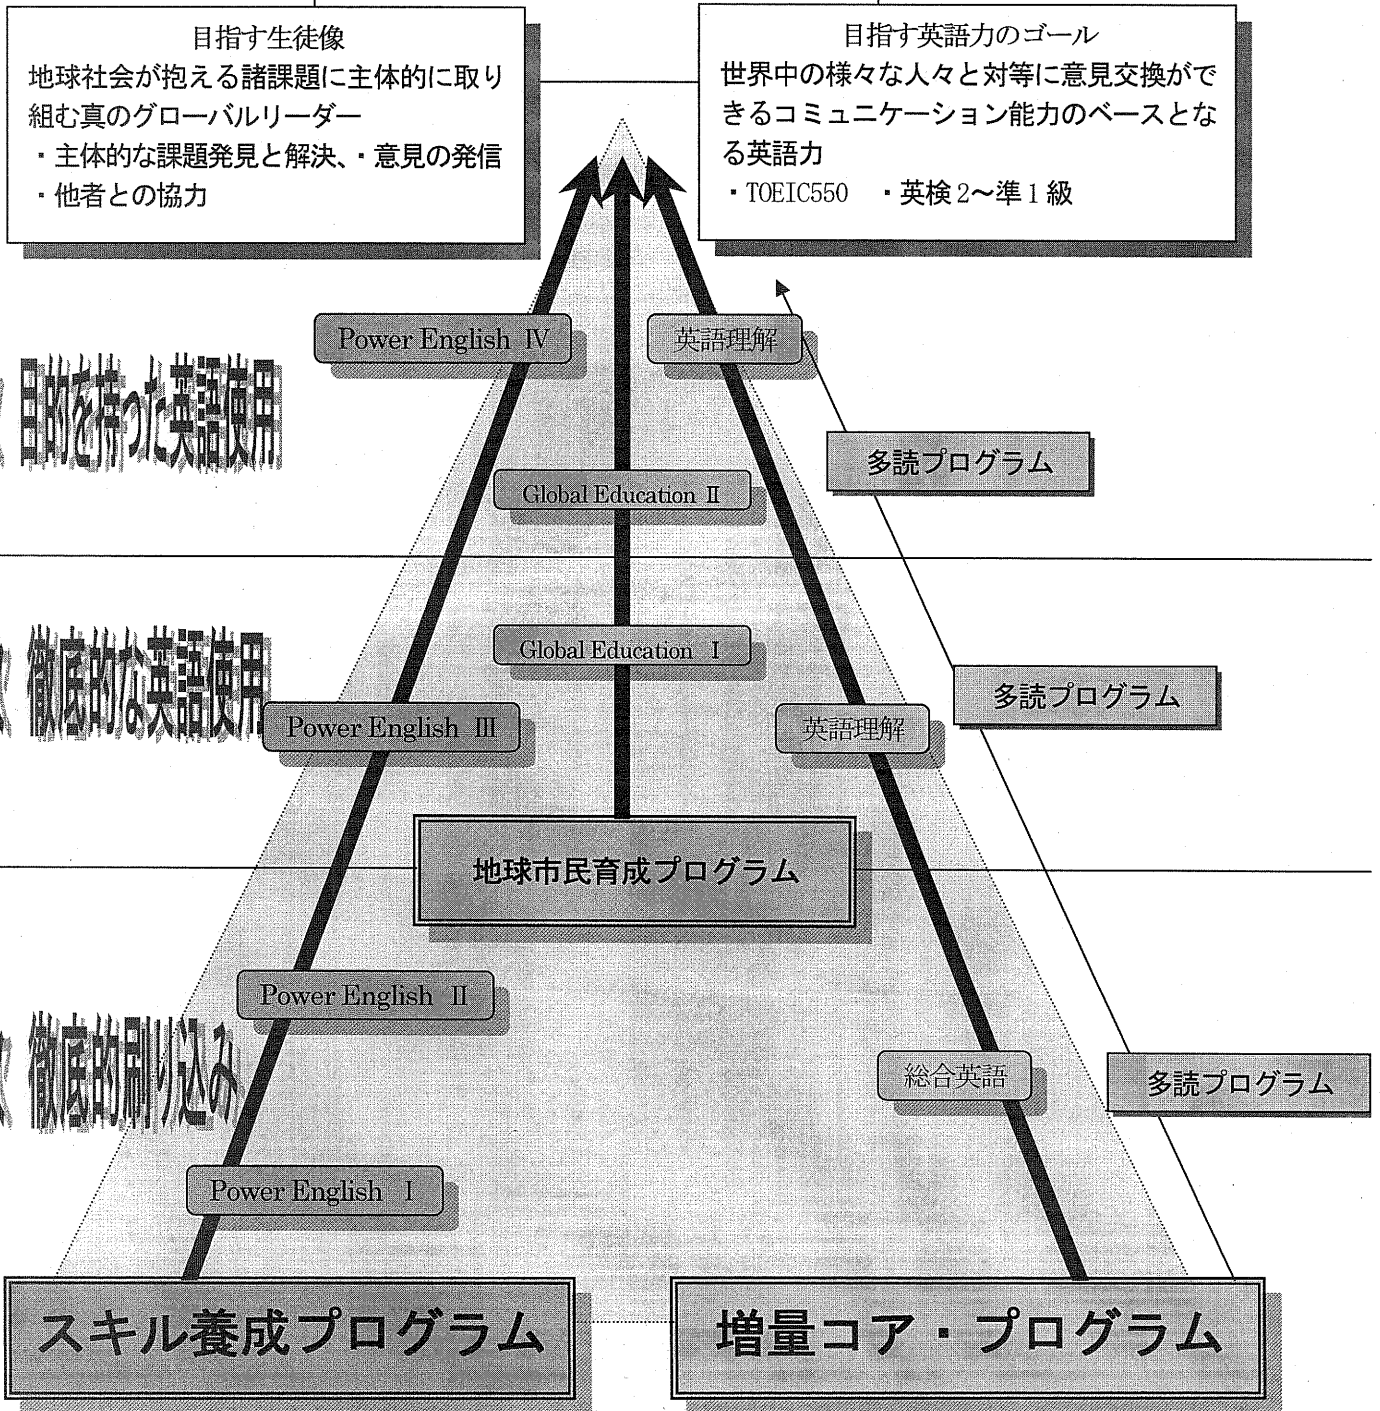 目指す生徒像
地球社会が抱える諸課題に主体的に取り
組む真のグローバルリーダー
・主体的な課題発見と解決、・意見の発信
・他者との協力
目指す英語力のゴール
世界中の様々な人々と対等に意見交換がで
きるコミュニケーション能力のベースとな
る英語力
・TOEIC550　・英検2〜準1級
Power English Ⅳ
英語理解
目的を持った英語使用
多読プログラム
Global Education Ⅱ
徹底的な英語使用
Global Education Ⅰ
多読プログラム
Power English Ⅲ
英語理解
地球市民育成プログラム
Power English Ⅱ
徹底的刷り込み
総合英語
多読プログラム
Power English Ⅰ
スキル養成プログラム
増量コア・プログラム